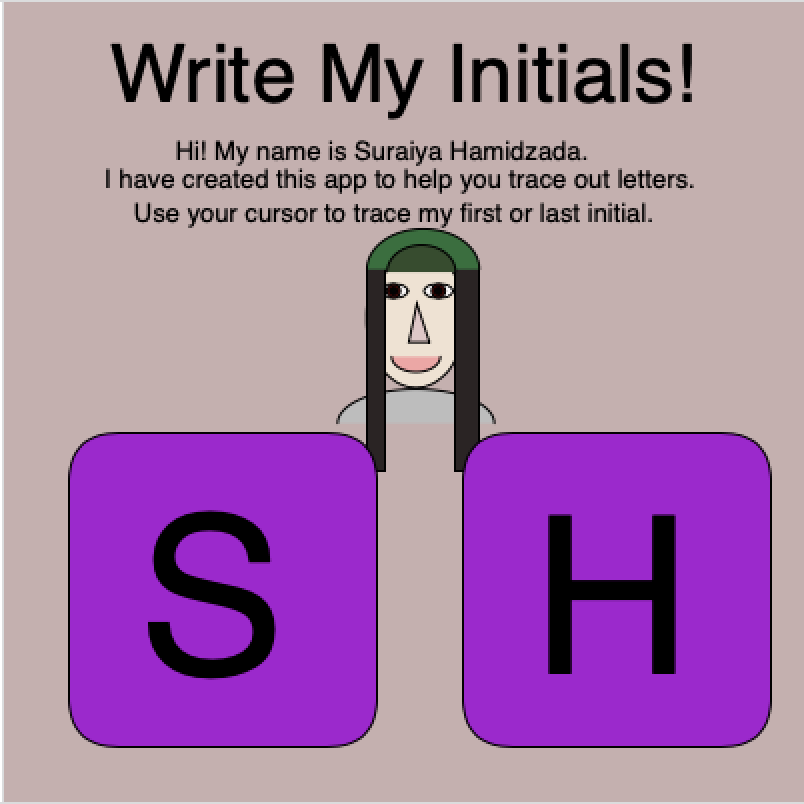 Write My Initials!
Hi! My name is Suraiya Hamidzada.
I have created this app to help you trace out letters.
Use your cursor to trace my first or last initial.
S H